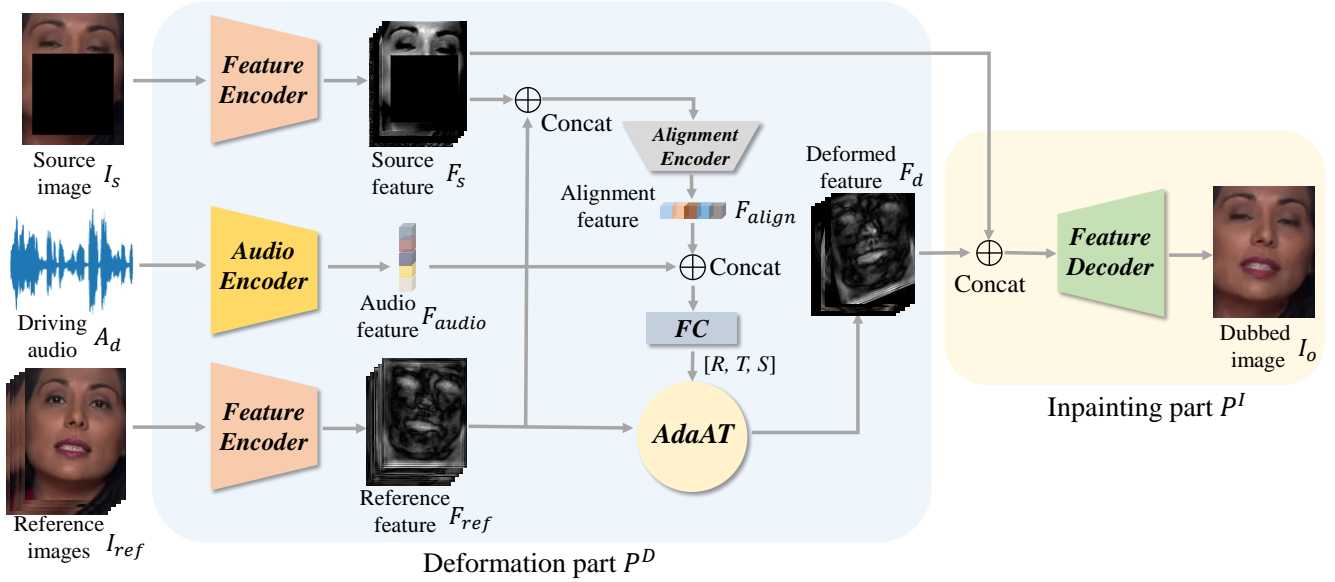 Feature
Encoder
Source
image I_s
Source
feature F_s
Concat
Alignment
Encoder
Alignment
feature
F_align
Deformed
feature F_d
Audio
Encoder
Driving
audio A_d
Audio
feature F_audio
Concat
FC
[R, T, S]
AdaAT
Feature
Encoder
Reference
images I_ref
Reference
feature F_ref
Deformation part P^D
Concat
Feature
Decoder
Dubbed
image I_o
Inpainting part P^I